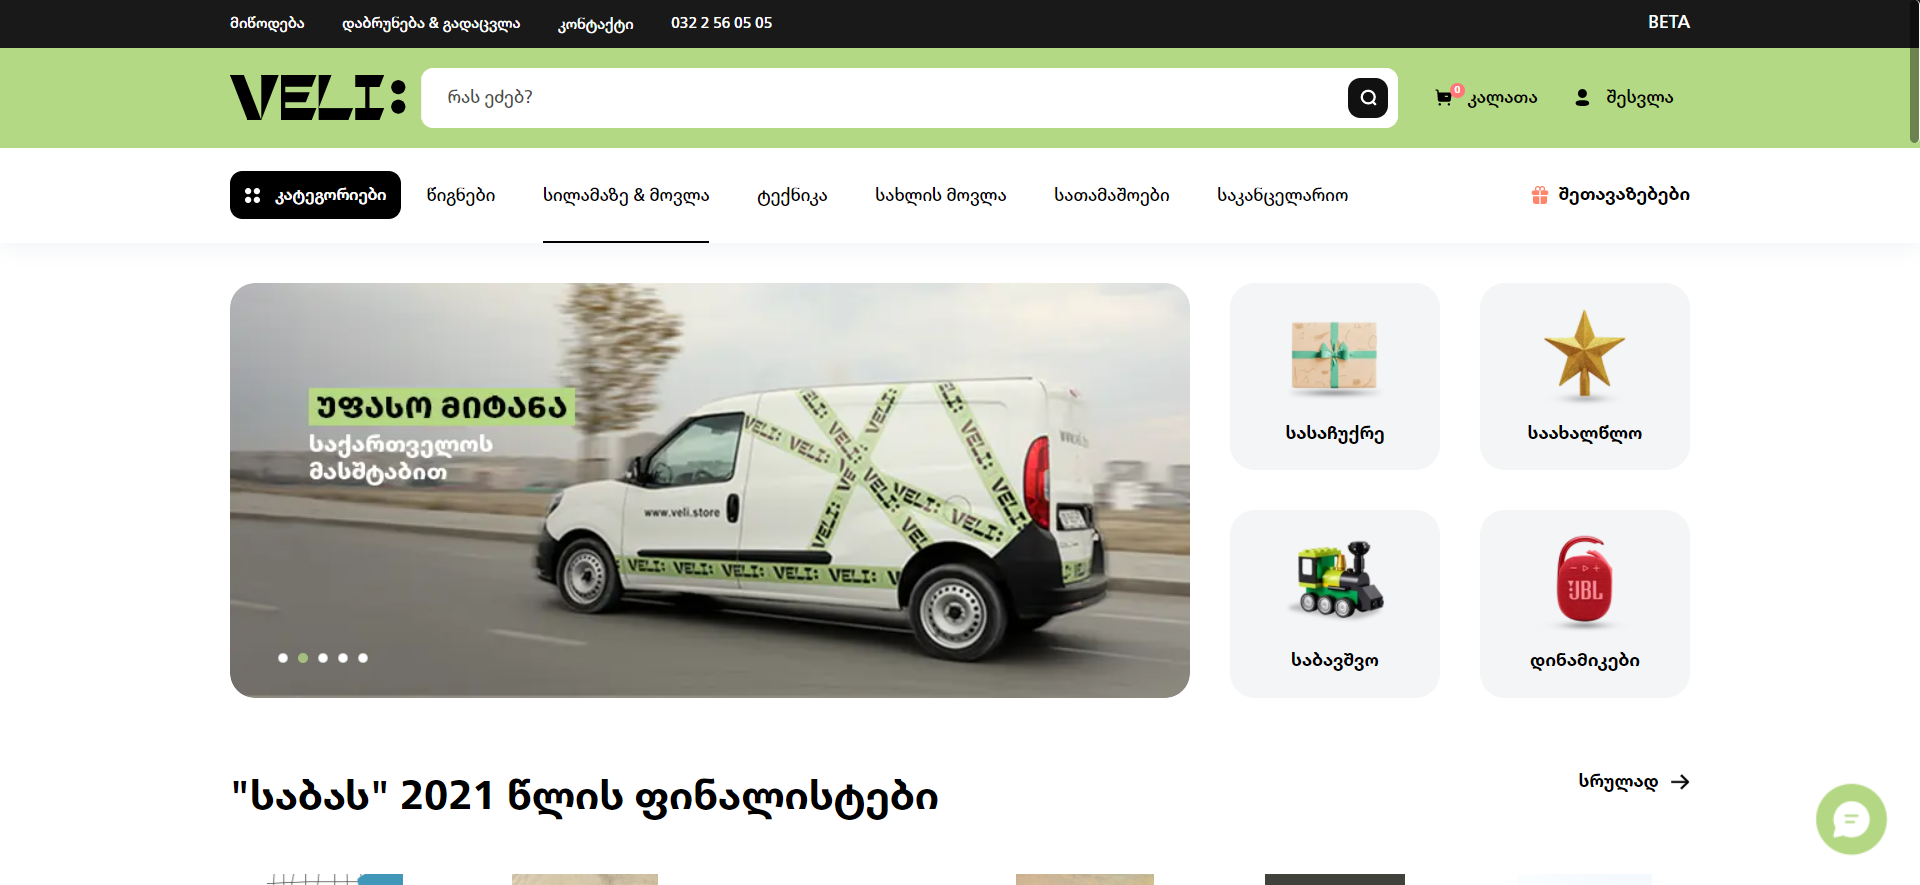 მიწოდება
დაბრუნება & გადაცვლა
კონტაქტი
032 2 56 05 05
BETA
VELI:
რას ეძებ?
0
კალათა
შესვლა
კატეგორიები
წიგნები
სილამაზე & მოვლა
ტექნიკა
სახლის მოვლა
სათამაშოები
საკანცელარიო
შეთავაზებები
უფასო მიტანა
საქართველოს
მასშტაბით
www.veli.store
VELI: VELI: VELI: VELI: VELI:
სასაჩუქრე
საახალწლო
JBL
საბავშვო
დინამიკები
"საბას" 2021 წლის ფინალისტები
სრულად